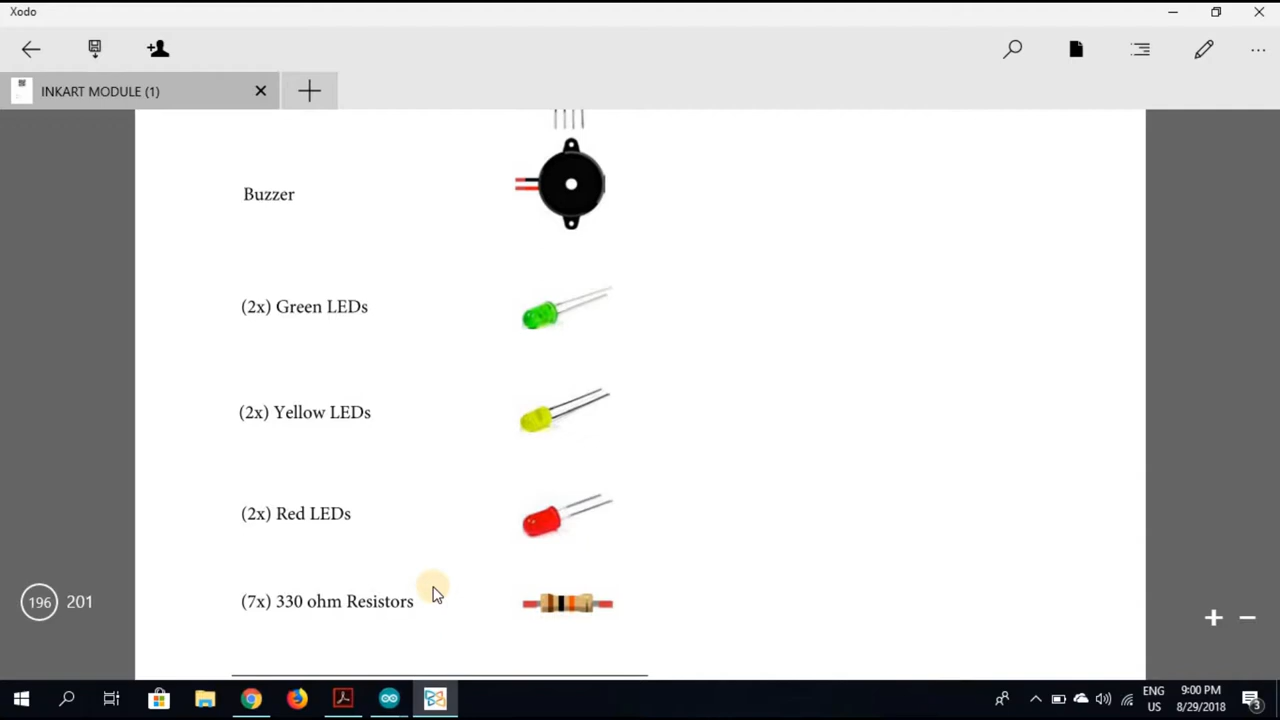 Xodo
INKART MODULE (1)
Buzzer
(2x) Green LEDs
(2x) Yellow LEDs
(2x) Red LEDs
(7x) 330 ohm Resistors
196 201
ENG
US
9:00 PM
8/29/2018
3